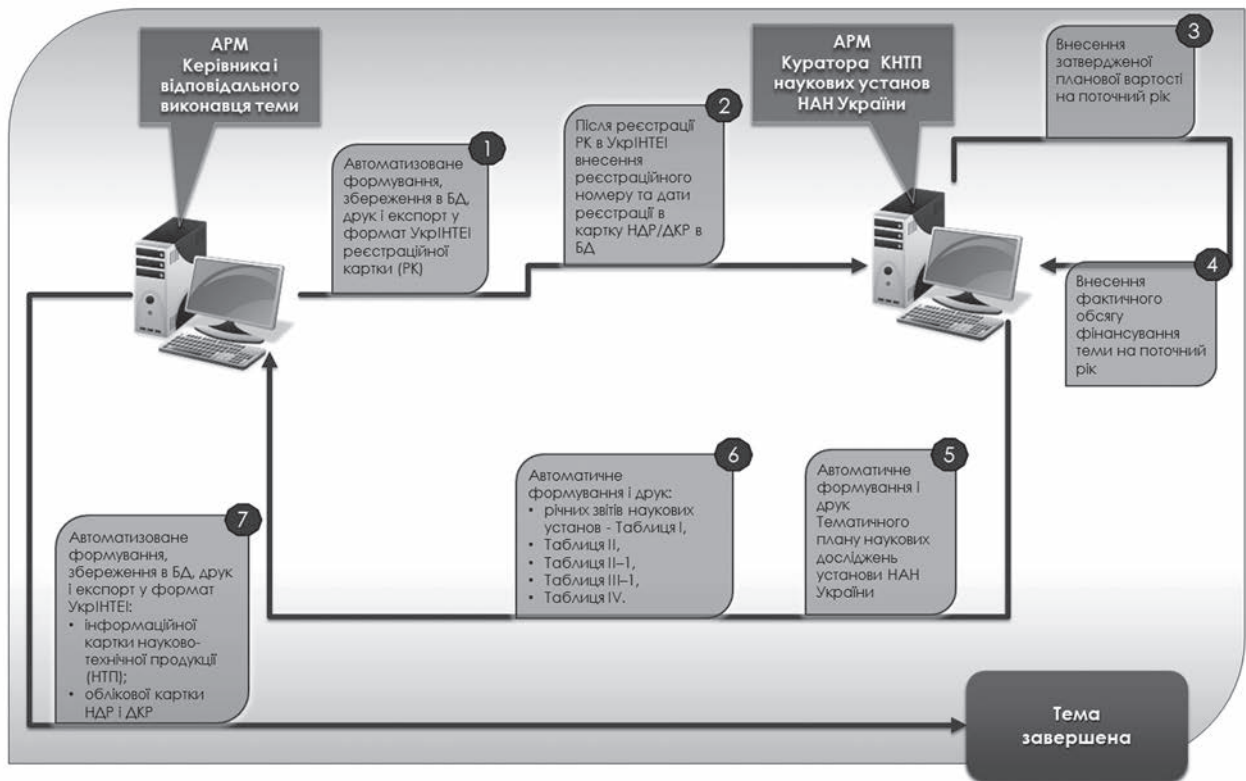 АРМ
Керівника і
відповідального
виконавця теми
1
Автоматизоване
формування,
збереження в БД,
друк і експорт у
формат УкрІНТЕІ
реєстраційної
картки (РК)
2
Після реєстрації
РК в УкрІНТЕІ
внесення
реєстраційного
номеру та дати
реєстрації в
картку НДР/ДКР в
БД
АРМ
Куратора КНТП
наукових установ
НАН України
3
Внесення
затвердженої
планової вартості
на поточний рік
4
Внесення
фактичного
обсягу
фінансування
теми на поточний
рік
5
Автоматичне
формування і
друк
Тематичного
плану наукових
досліджень
установи НАН
України
6
Автоматичне
формування і друк:
• річних звітів наукових
установ - Таблиця I,
• Таблиця II,
• Таблиця II–1,
• Таблиця III–1,
• Таблиця IV.
7
Автоматизоване
формування,
збереження в БД, друк
і експорт у формат
УкрІНТЕІ:
• інформаційної
картки науково-
технічної продукції
(НТП);
• облікової картки
НДР і ДКР
Тема
завершена